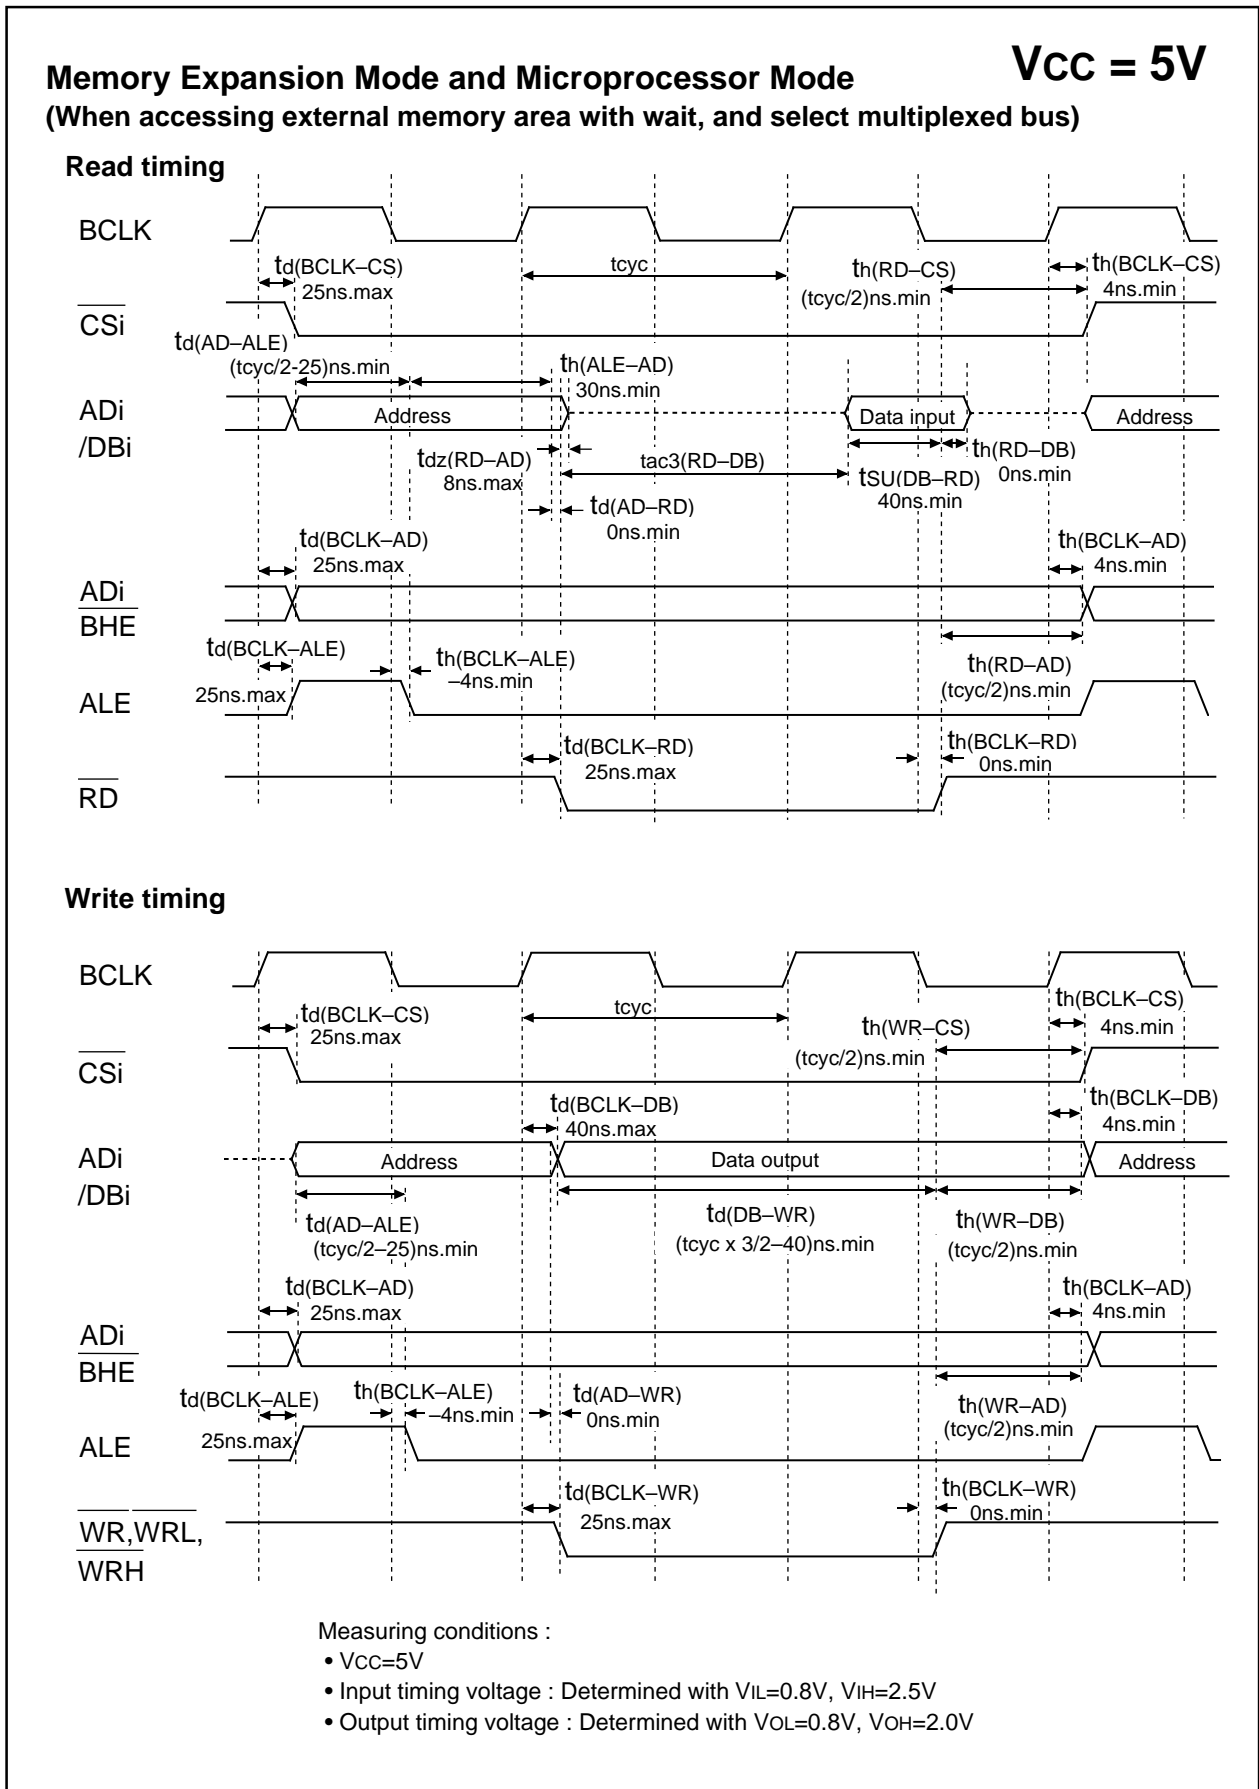 VCC = 5V
Memory Expansion Mode and Microprocessor Mode
(When accessing external memory area with wait, and select multiplexed bus)
Read timing
BCLK
td(BCLK–CS)
25ns.max
tcyc
th(RD–CS)
(tcyc/2)ns.min
th(BCLK–CS)
4ns.min
CSi
td(AD–ALE)
(tcyc/2-25)ns.min
th(ALE–AD)
30ns.min
ADi
/DBi
Address
Data input
Address
tdz(RD–AD)
8ns.max
tac3(RD–DB)
tSU(DB–RD)
40ns.min
th(RD–DB)
0ns.min
td(AD–RD)
0ns.min
td(BCLK–AD)
25ns.max
th(BCLK–AD)
4ns.min
ADi
BHE
td(BCLK–ALE)
25ns.max
th(BCLK–ALE)
–4ns.min
th(RD–AD)
(tcyc/2)ns.min
ALE
td(BCLK–RD)
25ns.max
th(BCLK–RD)
0ns.min
RD
Write timing
BCLK
td(BCLK–CS)
25ns.max
tcyc
th(WR–CS)
(tcyc/2)ns.min
th(BCLK–CS)
4ns.min
CSi
td(BCLK–DB)
40ns.max
th(BCLK–DB)
4ns.min
ADi
/DBi
Address
Data output
Address
td(AD–ALE)
(tcyc/2–25)ns.min
td(DB–WR)
(tcyc x 3/2–40)ns.min
th(WR–DB)
(tcyc/2)ns.min
td(BCLK–AD)
25ns.max
th(BCLK–AD)
4ns.min
ADi
BHE
td(BCLK–ALE)
25ns.max
th(BCLK–ALE)
–4ns.min
td(AD–WR)
0ns.min
th(WR–AD)
(tcyc/2)ns.min
ALE
td(BCLK–WR)
25ns.max
th(BCLK–WR)
0ns.min
WR,WRL,
WRH
Measuring conditions :
• VCC=5V
• Input timing voltage : Determined with VIL=0.8V, VIH=2.5V
• Output timing voltage : Determined with VOL=0.8V, VOH=2.0V